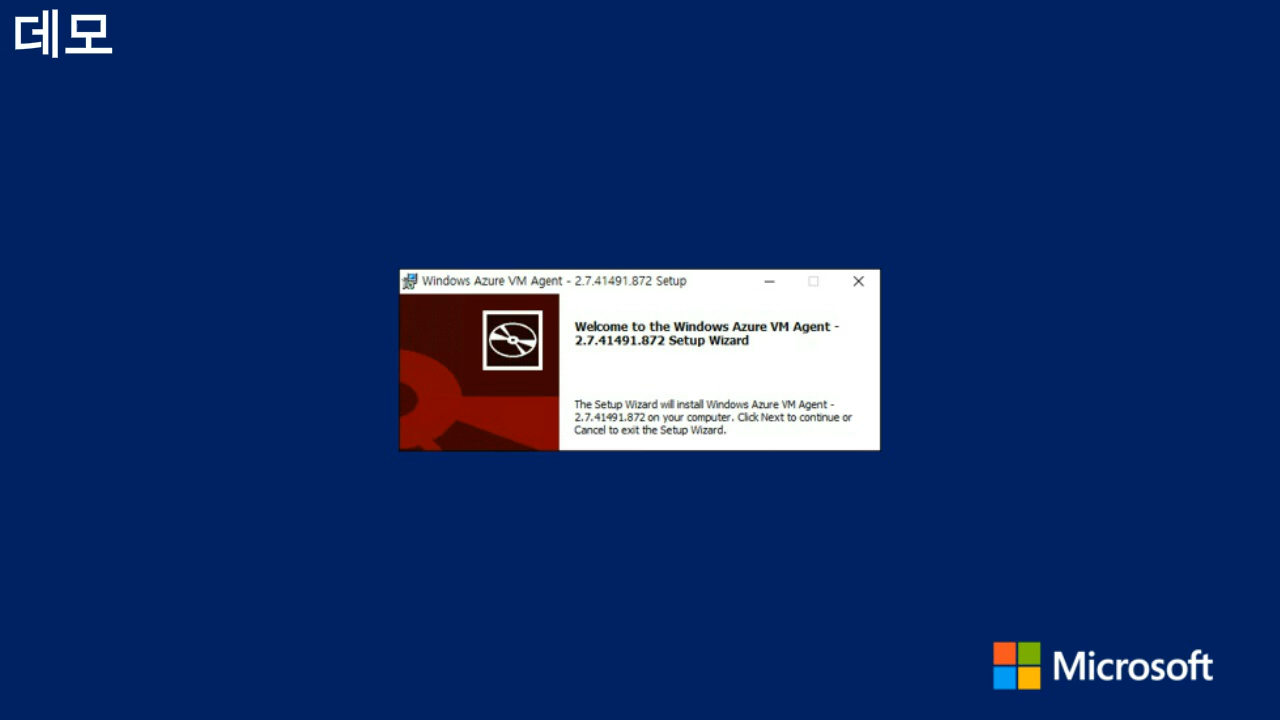 데모
Windows Azure VM Agent - 2.7.41491.872 Setup
Welcome to the Windows Azure VM Agent -
2.7.41491.872 Setup Wizard
The Setup Wizard will install Windows Azure VM Agent -
2.7.41491.872 on your computer. Click Next to continue or
Cancel to exit the Setup Wizard.
Microsoft